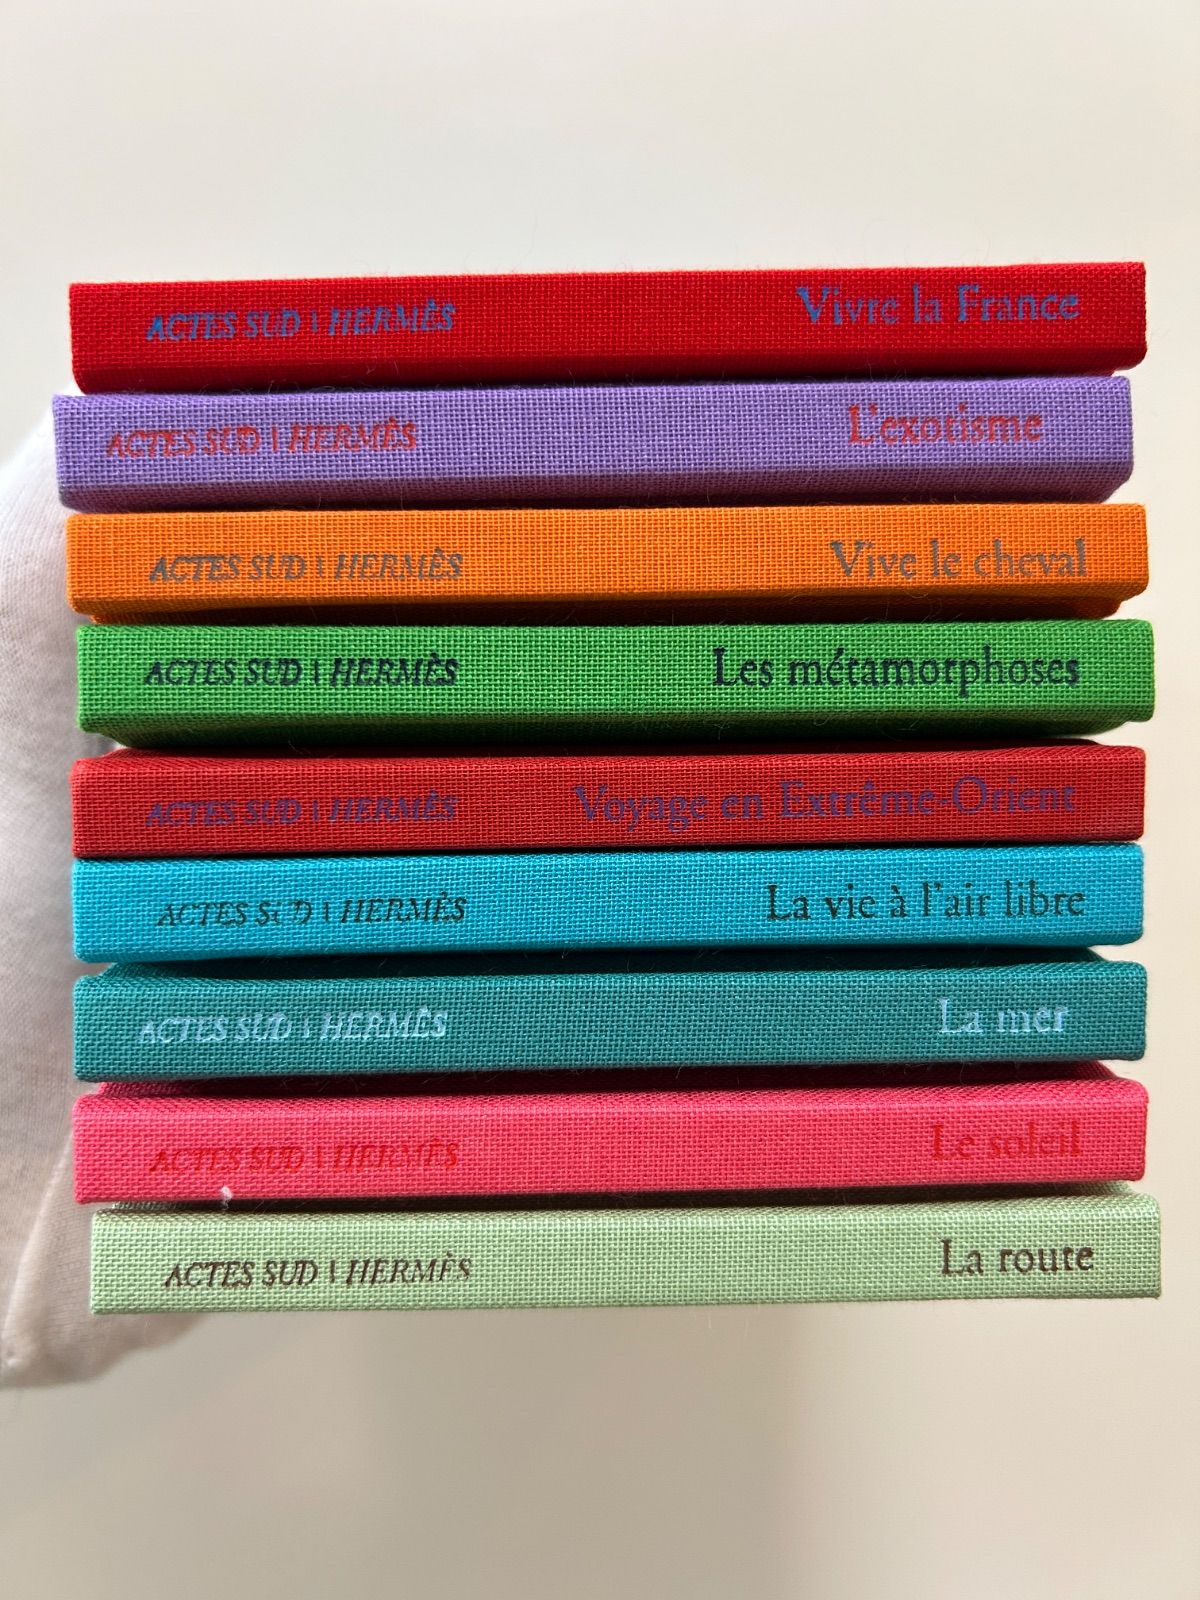 ACTES SUD | HERMÈS Vivre la France
ACTES SUD | HERMÈS L'exotisme
ACTES SUD | HERMÈS Vive le cheval
ACTES SUD | HERMÈS Les métamorphoses
ACTES SUD | HERMÈS Voyage en Extrême-Orient
ACTES SUD | HERMÈS La vie à l'air libre
ACTES SUD | HERMÈS La mer
ACTES SUD | HERMÈS Le soleil
ACTES SUD | HERMÈS La route